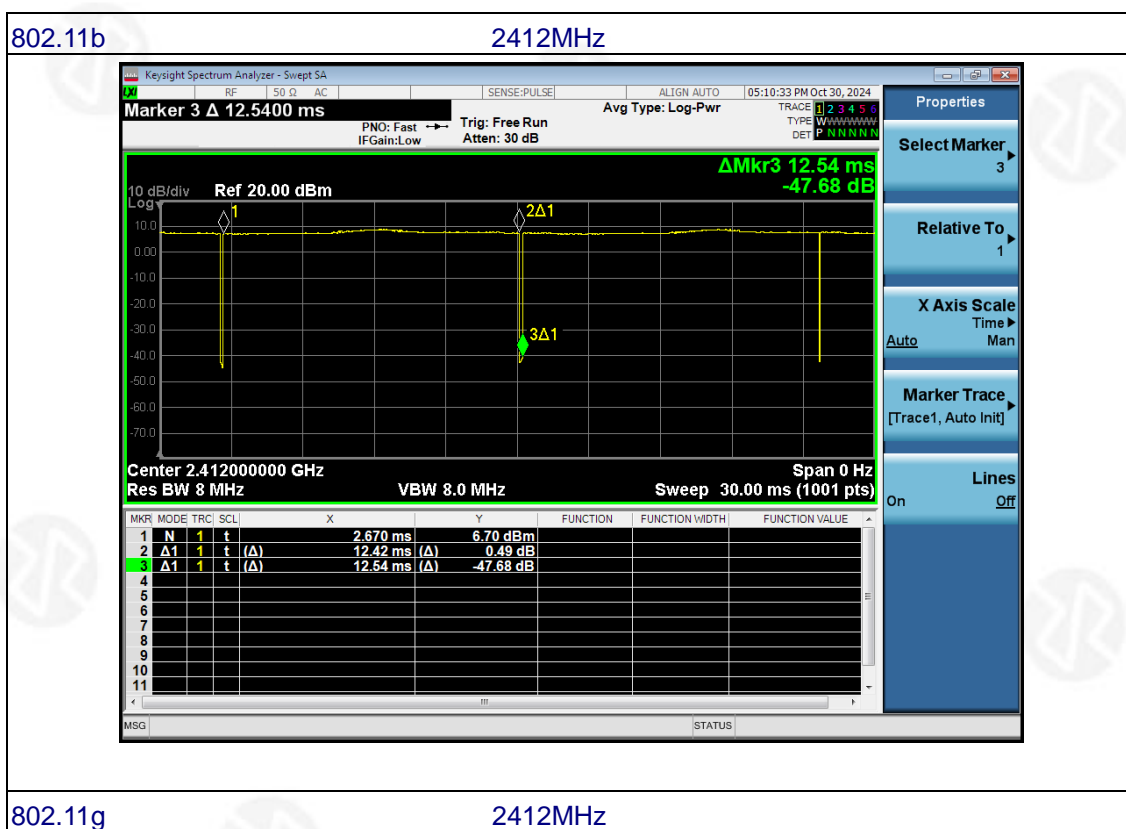 802.11b 2412MHz
Keysight Spectrum Analyzer - Swept SA
LXI RF 50 Ω AC SENSE:PULSE ALIGN AUTO 05:10:33 PM Oct 30, 2024
Marker 3 Δ 12.5400 ms
PNO: Fast
IFGain:Low
Trig: Free Run
Atten: 30 dB
Avg Type: Log-Pwr
TRACE 1 2 3 4 5 6
TYPE WWWWWW
DET P N N N N N
ΔMkr3 12.54 ms
-47.68 dB
10 dB/div Ref 20.00 dBm
Log
1
2Δ1
3Δ1
10.0
0.00
-10.0
-20.0
-30.0
-40.0
-50.0
-60.0
-70.0
Center 2.412000000 GHz Span 0 Hz
Res BW 8 MHz VBW 8.0 MHz Sweep 30.00 ms (1001 pts)
MKR MODE TRC SCL X Y FUNCTION FUNCTION WIDTH FUNCTION VALUE
1 N 1 t 2.670 ms 6.70 dBm
2 Δ1 1 t (Δ) 12.42 ms (Δ) 0.49 dB
3 Δ1 1 t (Δ) 12.54 ms (Δ) -47.68 dB
4
5
6
7
8
9
10
11
MSG STATUS
Properties
Select Marker
3
Relative To
1
X Axis Scale
Time
Auto Man
Marker Trace
[Trace1, Auto Init]
Lines
On Off
802.11g 2412MHz